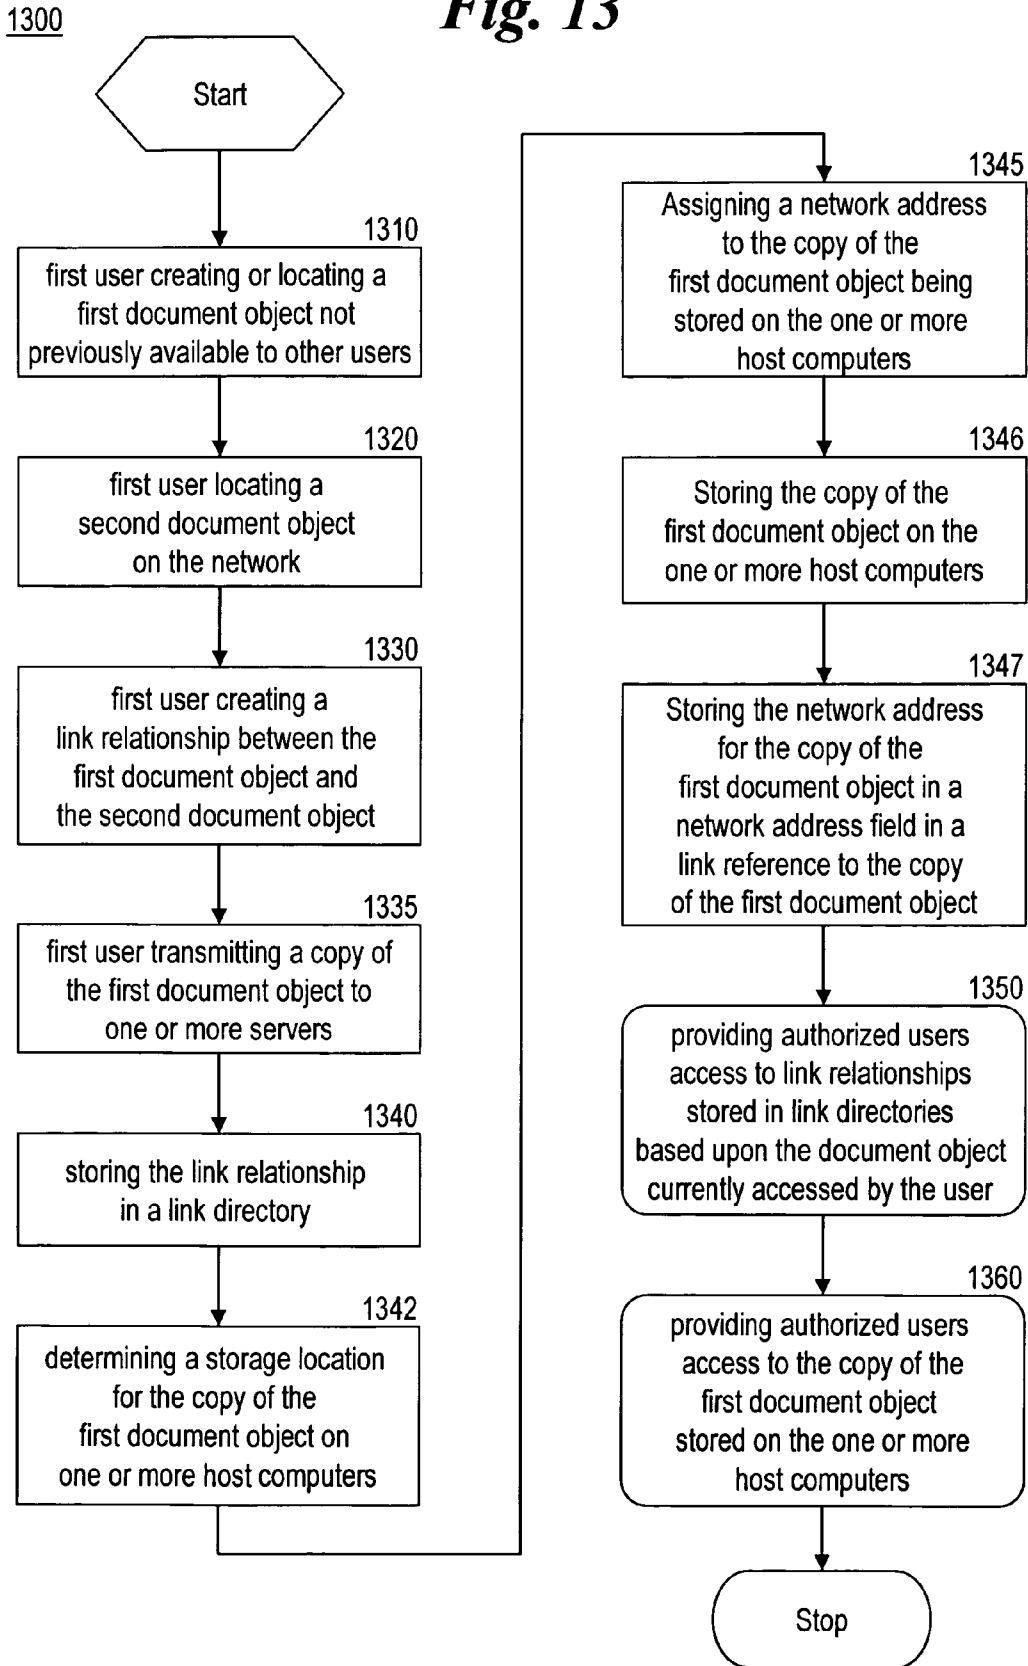 Fig. 13
1300
Start
1310
first user creating or locating a
first document object not
previously available to other users
1320
first user locating a
second document object
on the network
1330
first user creating a
link relationship between the
first document object and
the second document object
1335
first user transmitting a copy of
the first document object to
one or more servers
1340
storing the link relationship
in a link directory
1342
determining a storage location
for the copy of the
first document object on
one or more host computers
1345
Assigning a network address
to the copy of the
first document object being
stored on the one or more
host computers
1346
Storing the copy of the
first document object on the
one or more host computers
1347
Storing the network address
for the copy of the
first document object in a
network address field in a
link reference to the copy
of the first document object
1350
providing authorized users
access to link relationships
stored in link directories
based upon the document object
currently accessed by the user
1360
providing authorized users
access to the copy of the
first document object
stored on the one or more
host computers
Stop